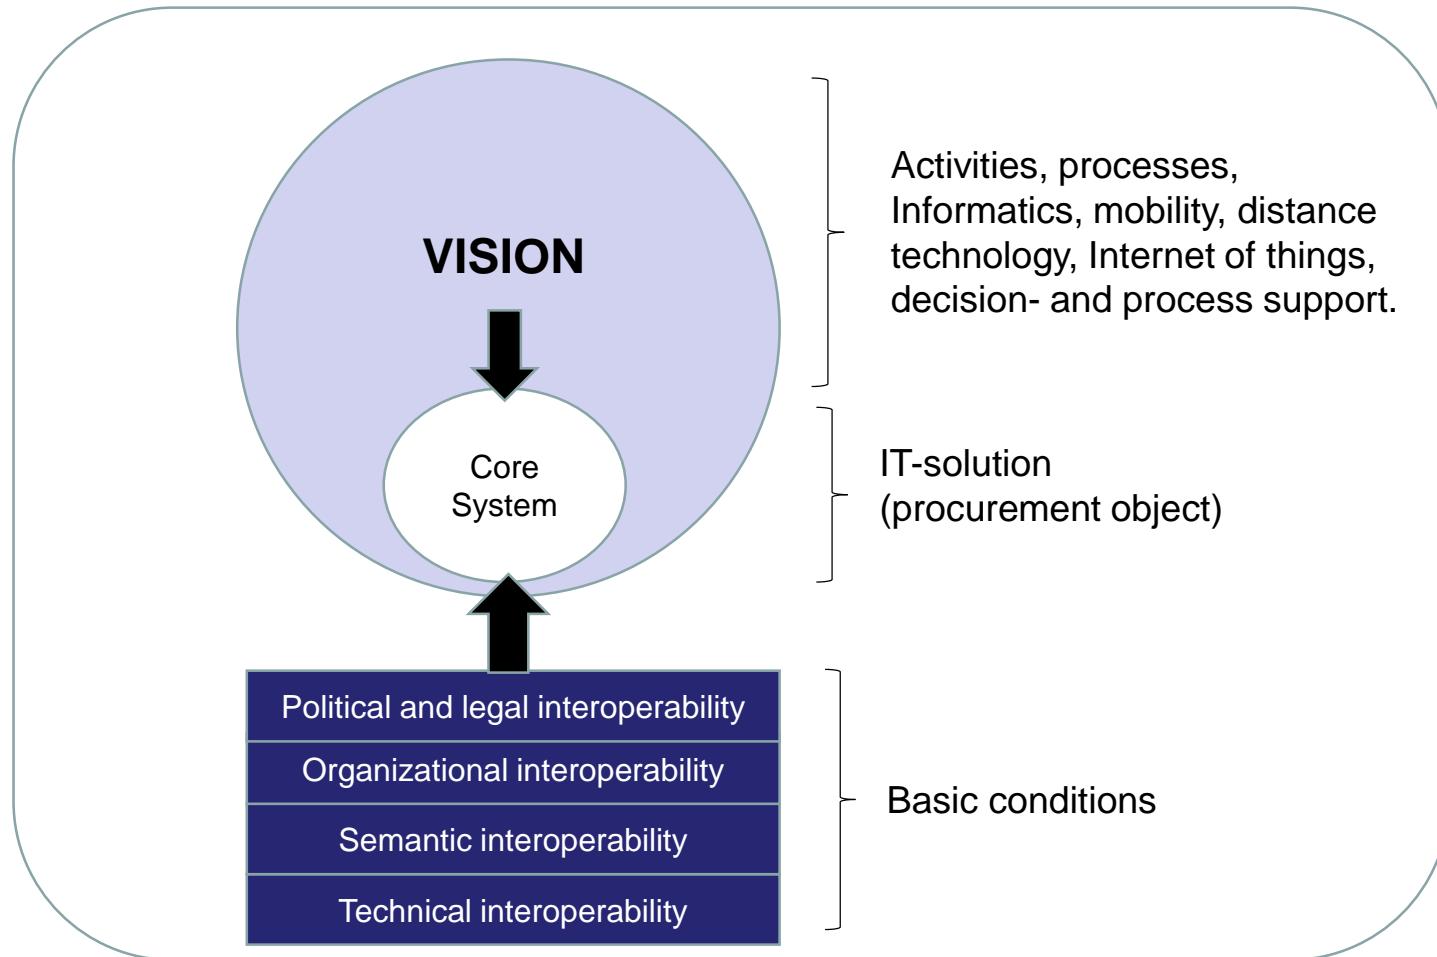 VISION
Core
System
Activities, processes,
Informatics, mobility, distance
technology, Internet of things,
decision- and process support.
IT-solution
(procurement object)
Political and legal interoperability
Organizational interoperability
Semantic interoperability
Technical interoperability
Basic conditions